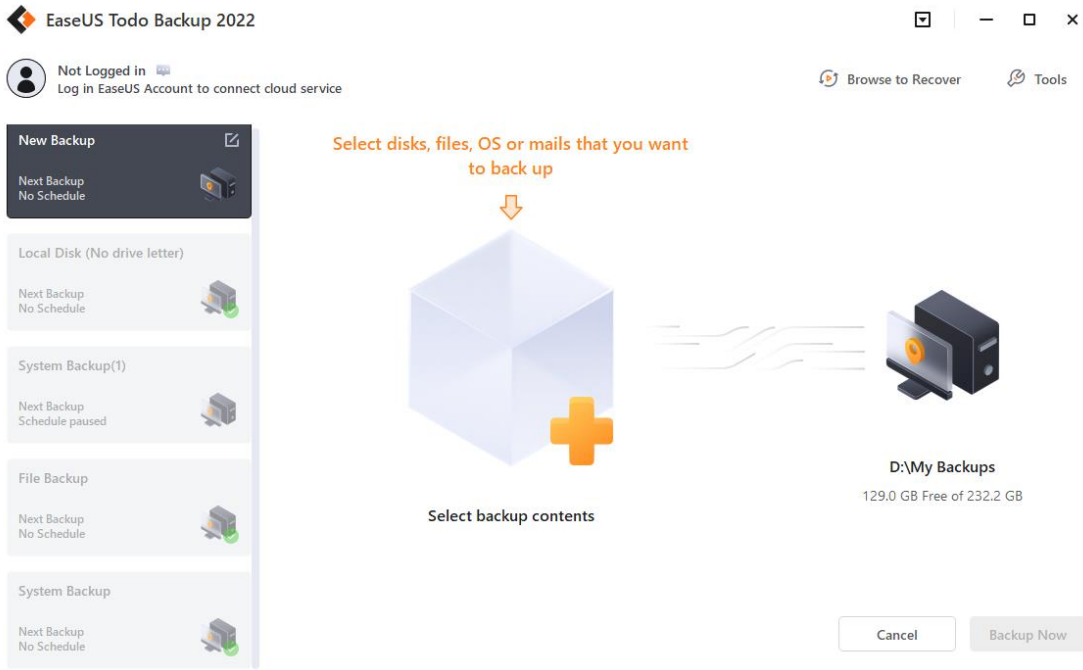 EaseUS Todo Backup 2022
Not Logged in
Log in EaseUS Account to connect cloud service
Browse to Recover
Tools
New Backup
Next Backup
No Schedule
Local Disk (No drive letter)
Next Backup
No Schedule
System Backup(1)
Next Backup
Schedule paused
File Backup
Next Backup
No Schedule
System Backup
Next Backup
No Schedule
Select disks, files, OS or mails that you want
to back up
Select backup contents
D:\My Backups
129.0 GB Free of 232.2 GB
Cancel
Backup Now